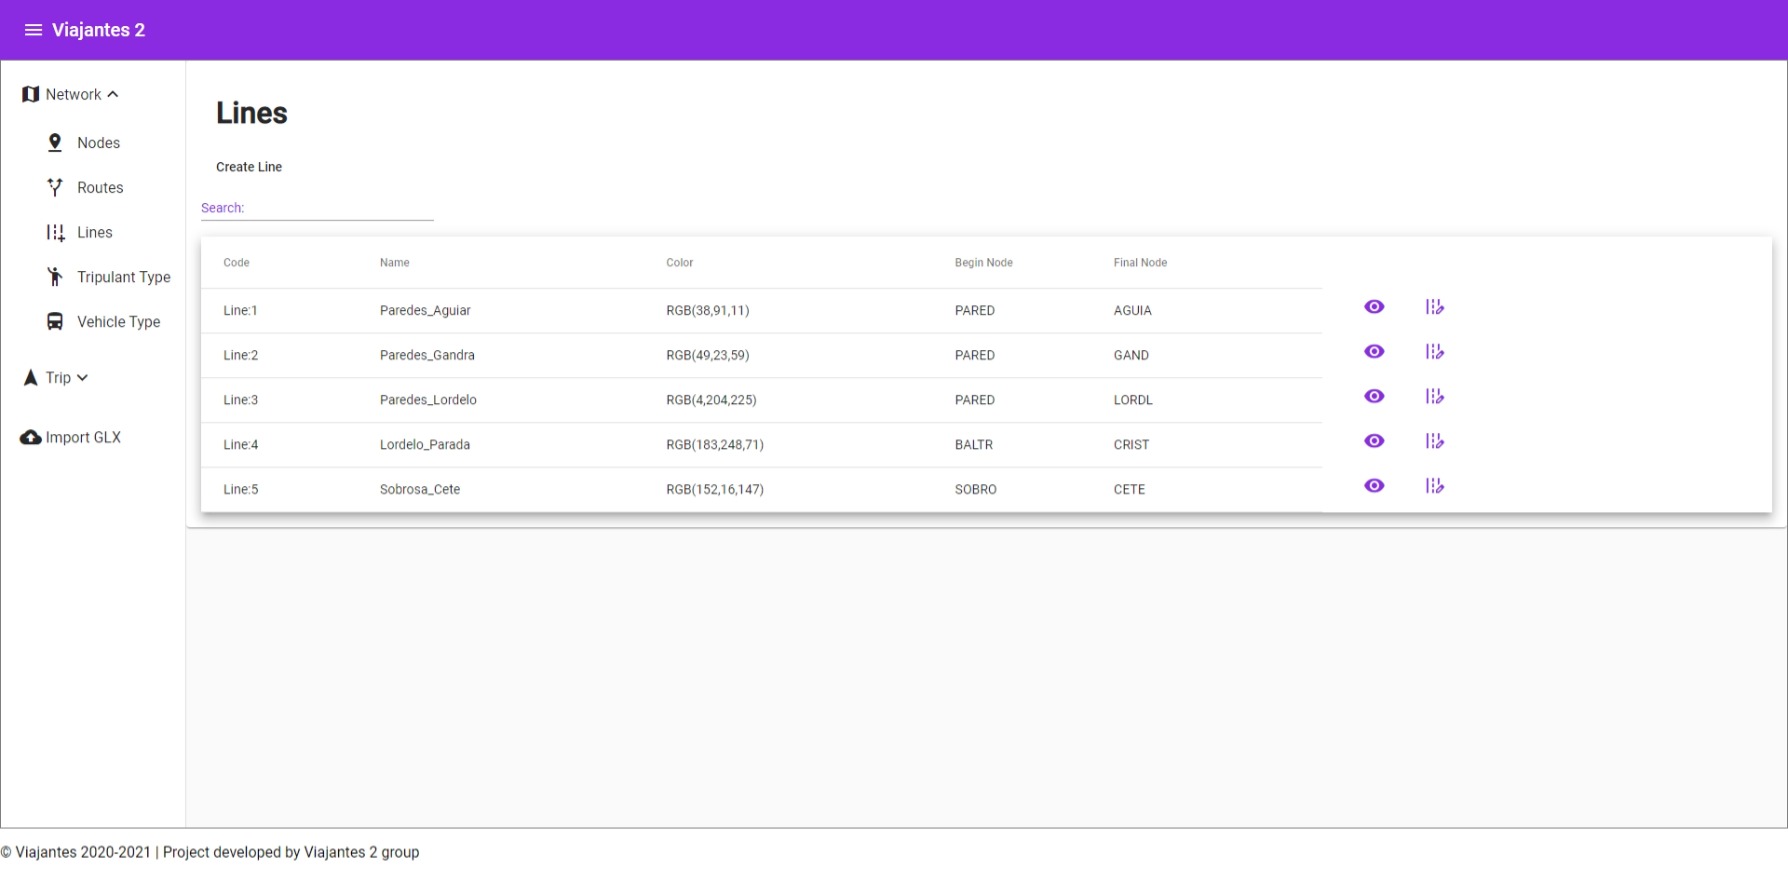 Viajantes 2
Network
Nodes
Routes
Lines
Tripulant Type
Vehicle Type
Trip
Import GLX
Lines
Create Line
Search:
Code Name Color Begin Node Final Node
Line:1 Paredes_Aguiar RGB(38,91,11) PARED AGUIA
Line:2 Paredes_Gandra RGB(49,23,59) PARED GAND
Line:3 Paredes_Lordelo RGB(4,204,225) PARED LORDL
Line:4 Lordelo_Parada RGB(183,248,71) BALTR CRIST
Line:5 Sobrosa_Cete RGB(152,16,147) SOBRO CETE
© Viajantes 2020-2021 | Project developed by Viajantes 2 group